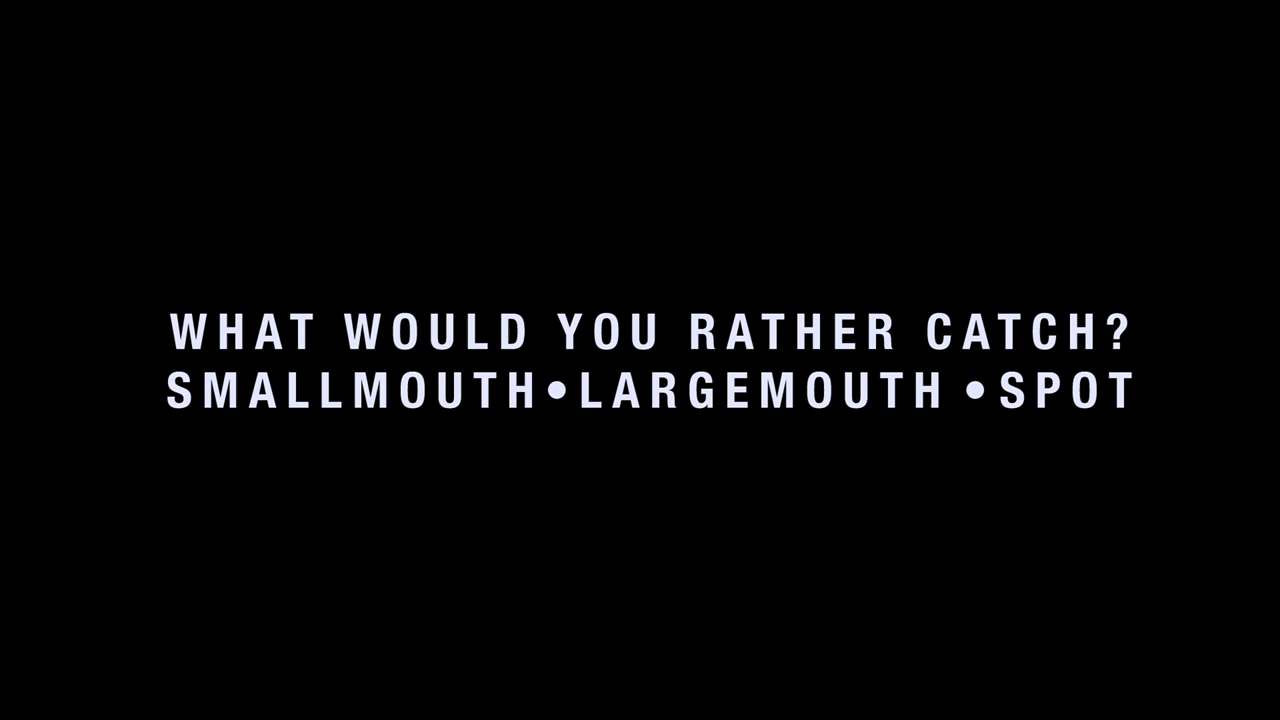 WHAT WOULD YOU RATHER CATCH?
SMALLMOUTH•LARGEMOUTH •SPOT